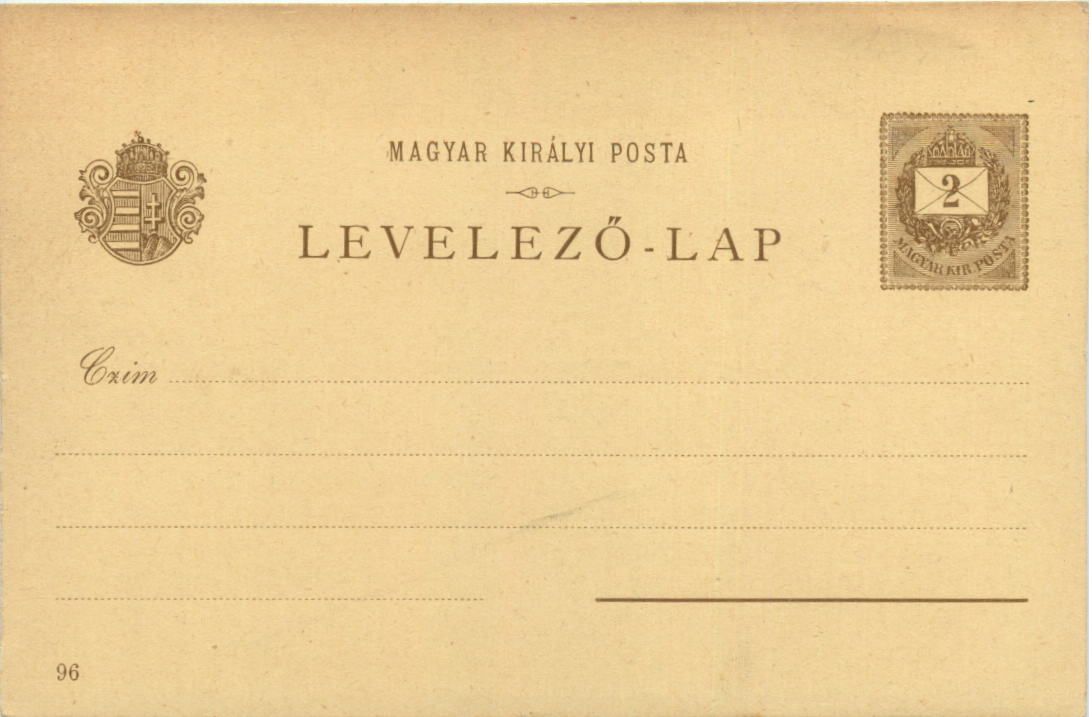 MAGYAR KIRÁLYI POSTA
LEVELEZŐ-LAP
2
MAGYAR KIR. POSTA
Czim
96